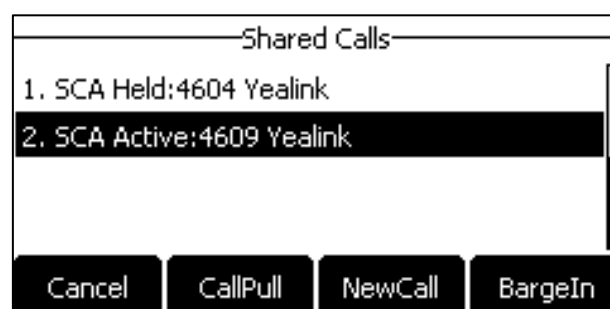 Shared Calls
1. SCA Held:4604 Yealink
2. SCA Active:4609 Yealink
Cancel CallPull NewCall BargeIn